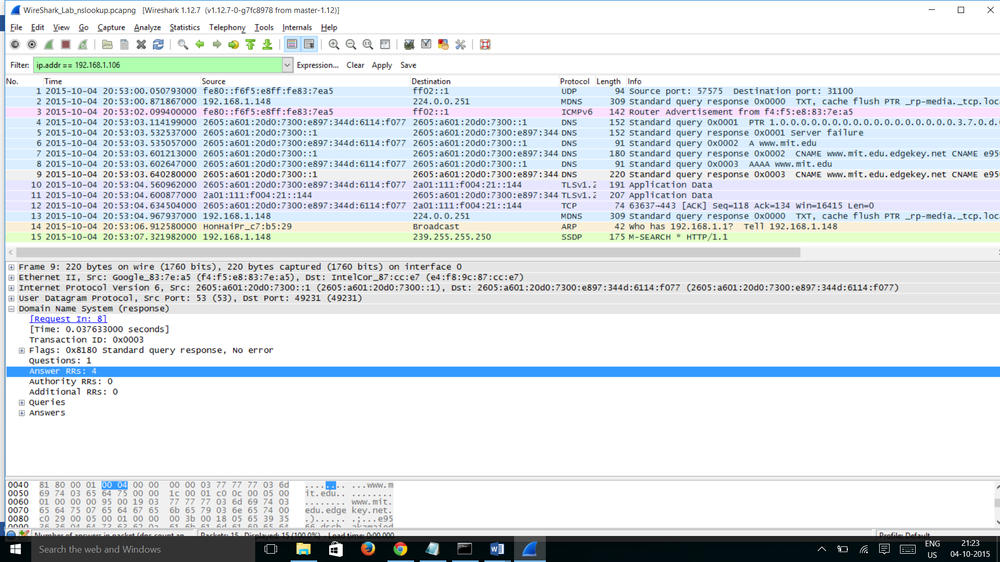 WireShark_Lab_nslookup.pcapng [Wireshark 1.12.7 (v1.12.7-0-g7fc8978 from master-1.12)]
File Edit View Go Capture Analyze Statistics Telephony Tools Internals Help
Filter: ip.addr == 192.168.1.106 Expression... Clear Apply Save
No. Time Source Destination Protocol Length Info
1 2015-10-04 20:53:00.050793000 fe80::f6f5:e8ff:fe83:7ea5 ff02::1 UDP 94 Source port: 57575 Destination port: 31100
2 2015-10-04 20:53:00.871867000 192.168.1.148 224.0.0.251 MDNS 309 Standard query response 0x0000 TXT, cache flush PTR _rp-media._tcp.loca
3 2015-10-04 20:53:02.099400000 fe80::f6f5:e8ff:fe83:7ea5 ff02::1 ICMPv6 142 Router Advertisement from f4:f5:e8:83:7e:a5
4 2015-10-04 20:53:03.114199000 2605:a601:20d0:7300:e897:344d:6114:f077 2605:a601:20d0:7300::1 DNS 152 Standard query 0x0001 PTR 1.0.0.0.0.0.0.0.0.0.0.0.0.0.0.0.0.0.3.7.0.d.
5 2015-10-04 20:53:03.532537000 2605:a601:20d0:7300::1 2605:a601:20d0:7300:e897:344 DNS 152 Standard query response 0x0001 Server failure
6 2015-10-04 20:53:03.535057000 2605:a601:20d0:7300:e897:344d:6114:f077 2605:a601:20d0:7300::1 DNS 91 Standard query 0x0002 A www.mit.edu
7 2015-10-04 20:53:03.601213000 2605:a601:20d0:7300::1 2605:a601:20d0:7300:e897:344 DNS 180 Standard query response 0x0002 CNAME www.mit.edu.edgekey.net CNAME e95
8 2015-10-04 20:53:03.602647000 2605:a601:20d0:7300:e897:344d:6114:f077 2605:a601:20d0:7300::1 DNS 91 Standard query 0x0003 AAAA www.mit.edu
9 2015-10-04 20:53:03.640280000 2605:a601:20d0:7300::1 2605:a601:20d0:7300:e897:344 DNS 220 Standard query response 0x0003 CNAME www.mit.edu.edgekey.net CNAME e95
10 2015-10-04 20:53:04.560962000 2605:a601:20d0:7300:e897:344d:6114:f077 2a01:111:f004:21::144 TLSv1.2 191 Application Data
11 2015-10-04 20:53:04.600877000 2a01:111:f004:21::144 2605:a601:20d0:7300:e897:344 TLSv1.2 207 Application Data
12 2015-10-04 20:53:04.634504000 2605:a601:20d0:7300:e897:344d:6114:f077 2a01:111:f004:21::144 TCP 74 63637→443 [ACK] Seq=118 Ack=134 Win=16415 Len=0
13 2015-10-04 20:53:04.967937000 192.168.1.148 224.0.0.251 MDNS 309 Standard query response 0x0000 TXT, cache flush PTR _rp-media._tcp.loca
14 2015-10-04 20:53:06.912580000 HonHaiPr_c7:b5:29 Broadcast ARP 42 Who has 192.168.1.1? Tell 192.168.1.148
15 2015-10-04 20:53:07.321982000 192.168.1.148 239.255.255.250 SSDP 175 M-SEARCH * HTTP/1.1
Frame 9: 220 bytes on wire (1760 bits), 220 bytes captured (1760 bits) on interface 0
Ethernet II, Src: Google_83:7e:a5 (f4:f5:e8:83:7e:a5), Dst: IntelCor_87:cc:e7 (e4:f8:9c:87:cc:e7)
Internet Protocol Version 6, Src: 2605:a601:20d0:7300::1 (2605:a601:20d0:7300::1), Dst: 2605:a601:20d0:7300:e897:344d:6114:f077 (2605:a601:20d0:7300:e897:344d:6114:f077)
User Datagram Protocol, Src Port: 53 (53), Dst Port: 49231 (49231)
Domain Name System (response)
[Request In: 8]
[Time: 0.037633000 seconds]
Transaction ID: 0x0003
Flags: 0x8180 Standard query response, No error
Questions: 1
Answer RRs: 4
Authority RRs: 0
Additional RRs: 0
Queries
Answers
0040 81 80 00 01 00 04 00 00 00 00 03 77 77 77 03 6d ........ ...www.m
0050 69 74 03 65 64 75 00 00 1c 00 01 c0 0c 00 05 00 it.edu.. ........
0060 01 00 00 00 95 00 19 03 77 77 77 03 6d 69 74 03 ........ www.mit.
0070 65 64 75 07 65 64 67 65 6b 65 79 03 6e 65 74 00 edu.edge key.net.
0080 c0 29 00 05 00 01 00 00 00 3b 00 18 05 65 39 35 .)...... .;...e95
0090 36 36 04 64 73 63 62 0a 61 6b 61 6d 61 69 65 64 66.dscb. akamaied
Number of answers in packet (dns.count.an Packets: 15 · Displayed: 15 (100.0%) · Load time: 0:00.000 Profile: Default
Search the web and Windows
ENG
US
21:23
04-10-2015